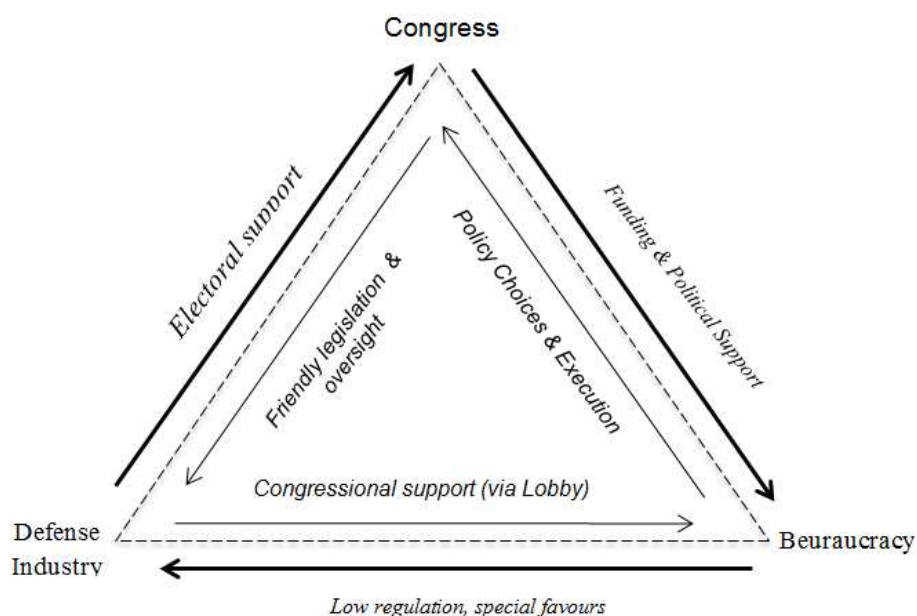 Congress
Electoral support
Friendly legislation &
oversight
Policy Choices & Execution
Funding & Political Support
Congressional support (via Lobby)
Defense
Industry
Beuraucracy
Low regulation, special favours